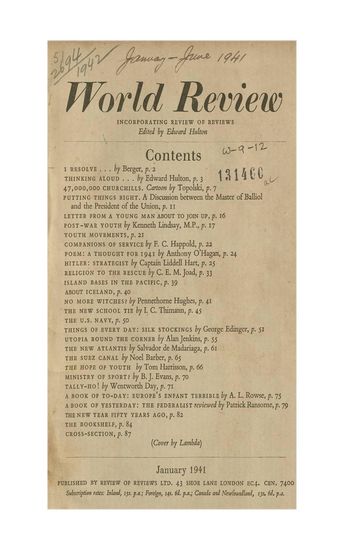 5/2694/1942
January - June 1941
World Review
INCORPORATING REVIEW OF REVIEWS
Edited by Edward Hulton
Contents
W-9-12
131466
I RESOLVE . . . by Berger, p. 2
THINKING ALOUD . . . by Edward Hulton, p. 3
47,000,000 CHURCHILLS. Cartoon by Topolski, p. 7
PUTTING THINGS RIGHT. A Discussion between the Master of Balliol
and the President of the Union, p. 11
LETTER FROM A YOUNG MAN ABOUT TO JOIN UP, p. 16
POST-WAR YOUTH by Kenneth Lindsay, M.P., p. 17
YOUTH MOVEMENTS, p. 21
COMPANIONS OF SERVICE by F. C. Happold, p. 22
POEM: A THOUGHT FOR 1941 by Anthony O'Hagan, p. 24
HITLER: STRATEGIST by Captain Liddell Hart, p. 25
RELIGION TO THE RESCUE by C. E. M. Joad, p. 33
ISLAND BASES IN THE PACIFIC, p. 39
ABOUT ICELAND, p. 40
NO MORE WITCHES! by Pennethorne Hughes, p. 41
THE NEW SCHOOL TIE by I. C. Thimann, p. 45
THE U.S. NAVY, p. 50
THINGS OF EVERY DAY: SILK STOCKINGS by George Edinger, p. 52
UTOPIA ROUND THE CORNER by Alan Jenkins, p. 55
THE NEW ATLANTIS by Salvador de Madariaga, p. 61
THE SUEZ CANAL by Noel Barber, p. 65
THE HOPE OF YOUTH by Tom Harrisson, p. 66
MINISTRY OF SPORT? by B. J. Evans, p. 70
TALLY-HO! by Wentworth Day, p. 71
A BOOK OF TO-DAY: EUROPE'S ENFANT TERRIBLE by A. L. Rowse, p. 75
A BOOK OF YESTERDAY: THE FEDERALIST reviewed by Patrick Ransome, p. 79
THE NEW YEAR FIFTY YEARS AGO, p. 82
THE BOOKSHELF, p. 84
CROSS-SECTION, p. 87
(Cover by Lambda)
January 1941
PUBLISHED BY REVIEW OF REVIEWS LTD. 43 SHOE LANE LONDON EC4. CEN. 7400
Subscription rates: Inland, 13s. p.a.; Foreign, 14s. 6d. p.a.; Canada and Newfoundland, 13s. 6d. p.a.